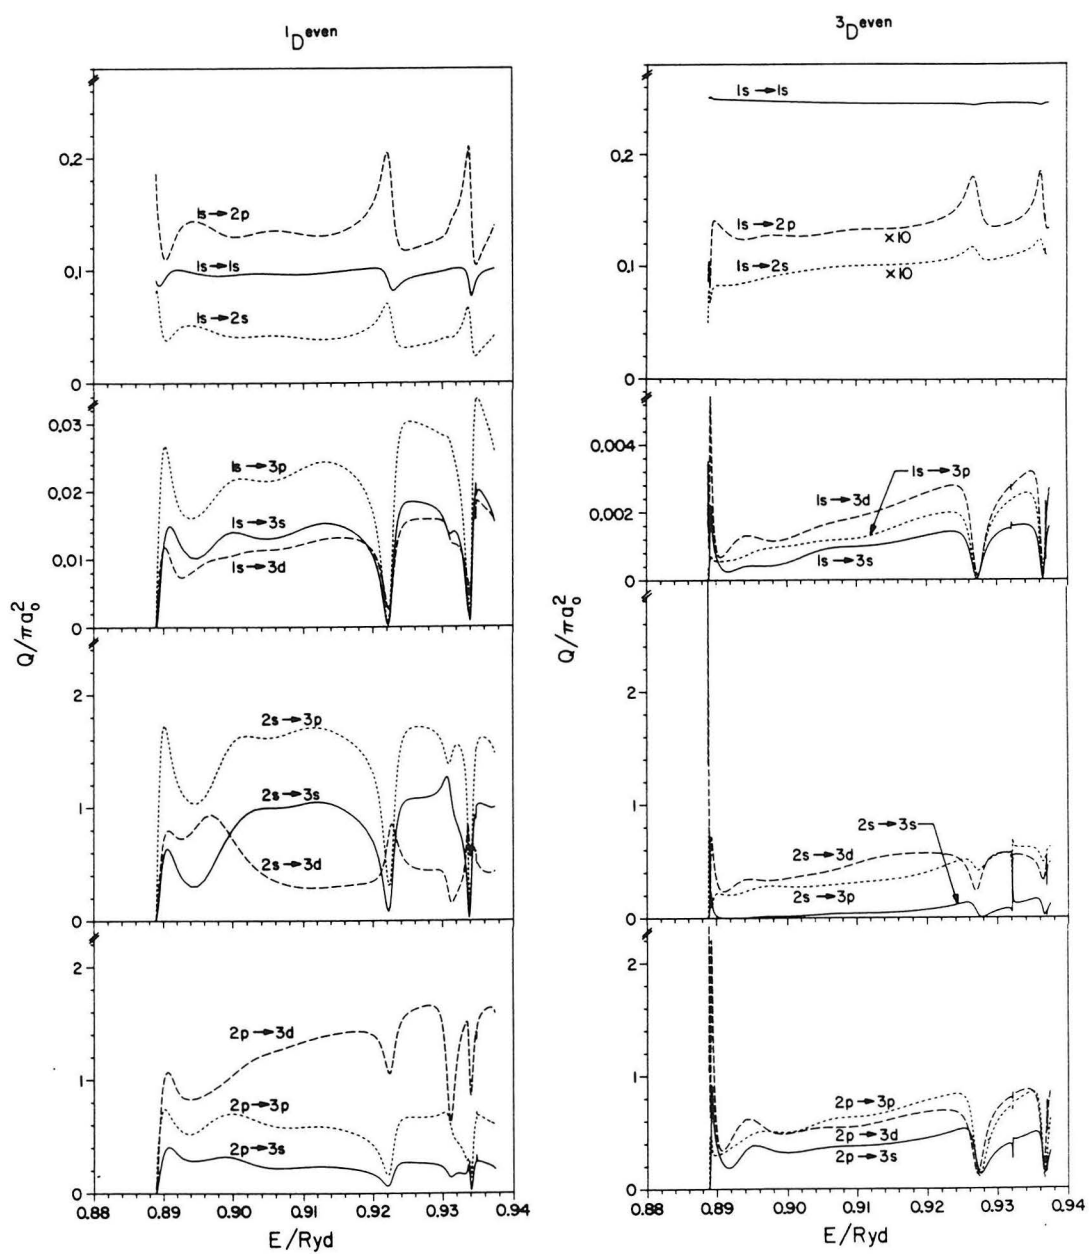 ¹Dᵉᵛᵉⁿ
0.2
0.1
0
1s→2p
1s→1s
1s→2s
0.03
0.02
0.01
0
1s→3p
1s→3s
1s→3d
Q/πa₀²
2
1
0
2s→3p
2s→3s
2s→3d
2
1
0
2p→3d
2p→3p
2p→3s
0.88 0.89 0.90 0.91 0.92 0.93 0.94
E/Ryd
³Dᵉᵛᵉⁿ
0.2
0.1
0
1s→1s
1s→2p
×10
1s→2s
×10
0.004
0.002
0
1s→3p
1s→3d
1s→3s
Q/πa₀²
2
1
0
2s→3s
2s→3d
2s→3p
2
1
0
2p→3p
2p→3d
2p→3s
0.88 0.89 0.90 0.91 0.92 0.93 0.94
E/Ryd